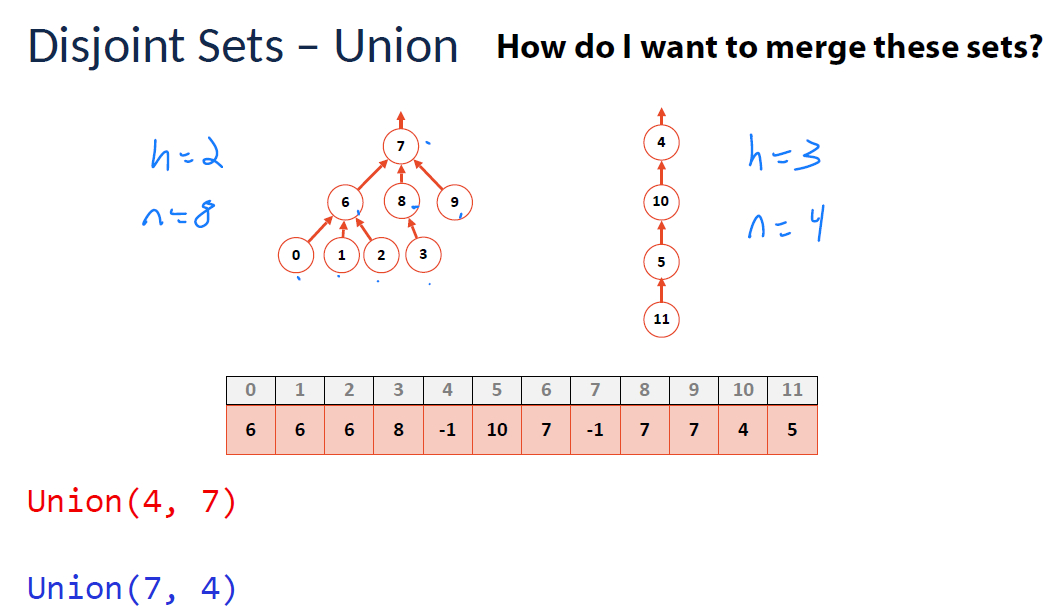 Disjoint Sets – Union How do I want to merge these sets?
h=2
n=8
7
6 8 9
0 1 2 3
4
10
5
11
h=3
n=4
0 1 2 3 4 5 6 7 8 9 10 11
6 6 6 8 -1 10 7 -1 7 7 4 5
Union(4, 7)
Union(7, 4)